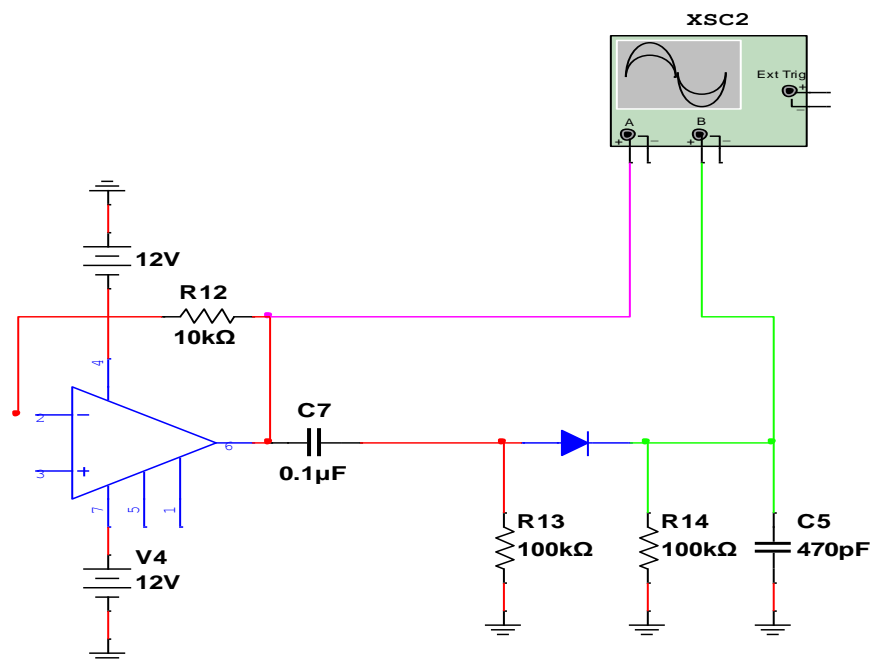 XSC2
Ext Trig
+
−
A
B
+ −
+ −
12V
R12
10kΩ
4
2
−
C7
6
0.1µF
3
+
7
5
1
R13
100kΩ
R14
100kΩ
C5
470pF
V4
12V